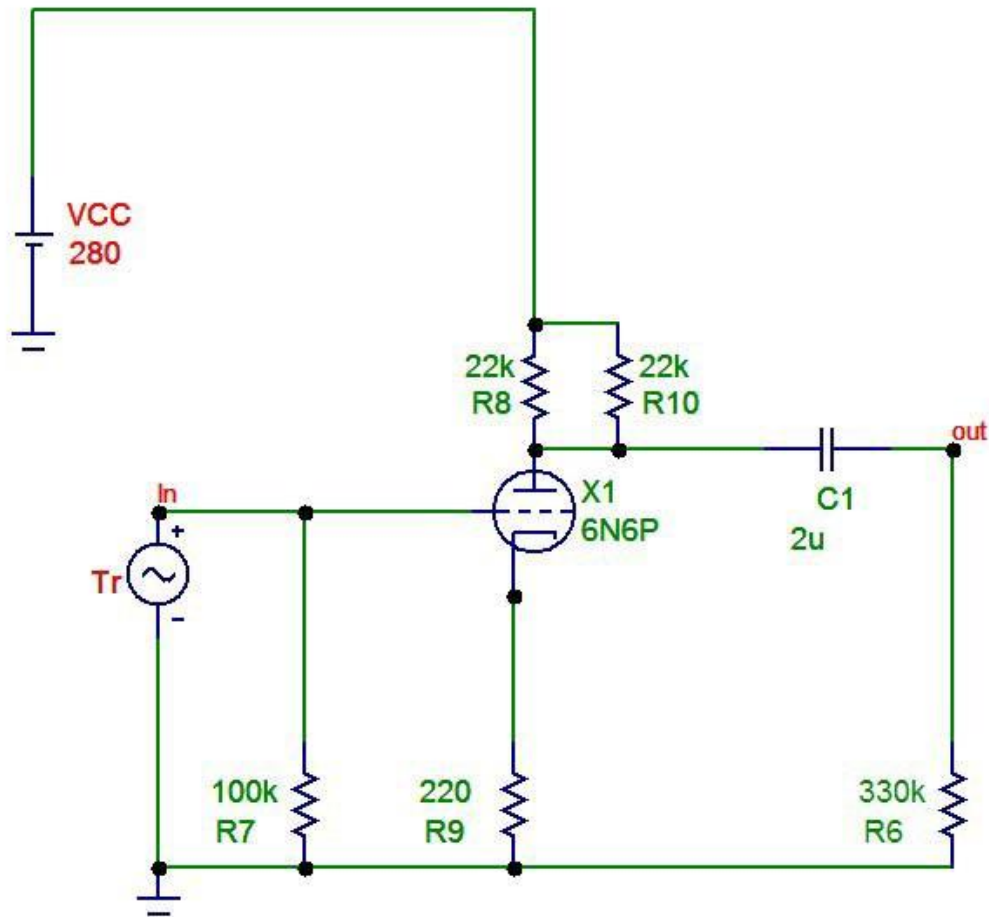 VCC
280
22k
R8
22k
R10
out
In
X1
6N6P
C1
2u
+
Tr
-
100k
R7
220
R9
330k
R6